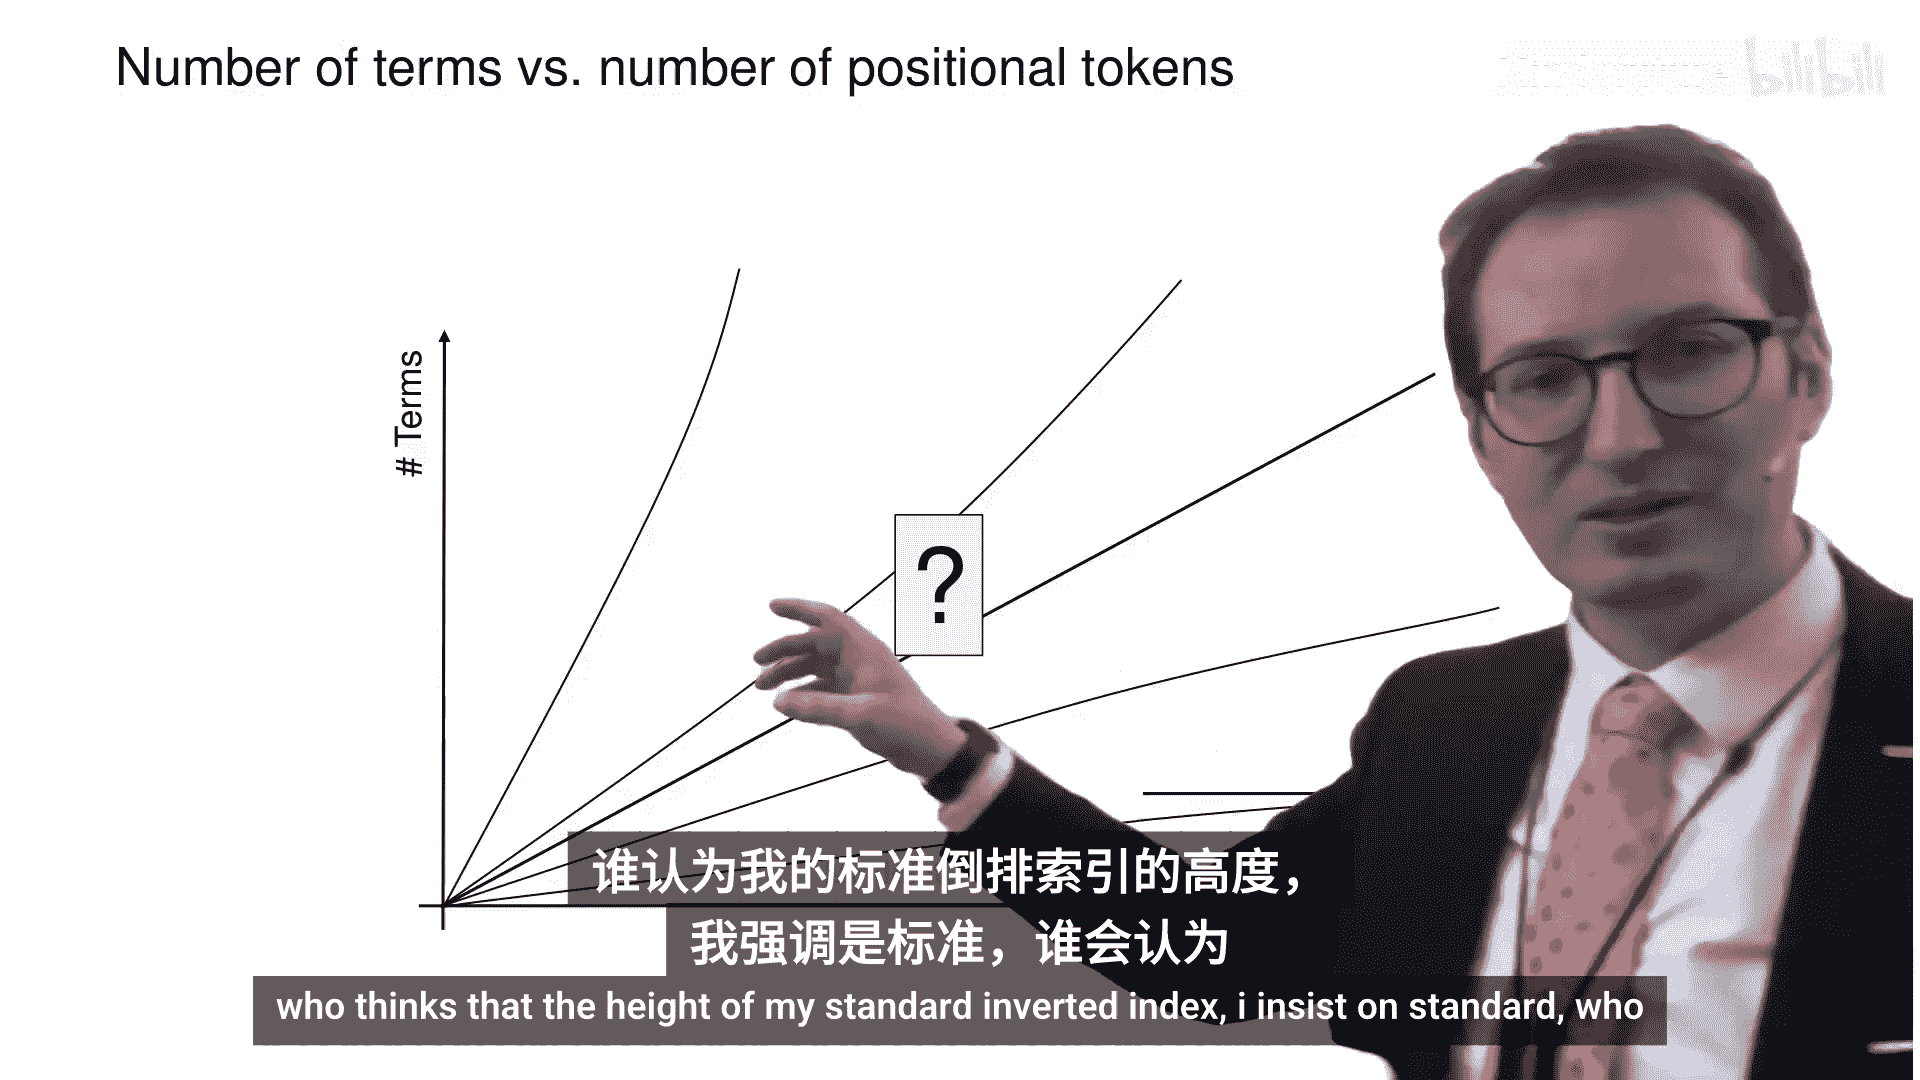 Number of terms vs. number of positional tokens
bilibili
# Terms
?
谁认为我的标准倒排索引的高度，
我强调是标准，谁会认为
who thinks that the height of my standard inverted index, i insist on standard, who